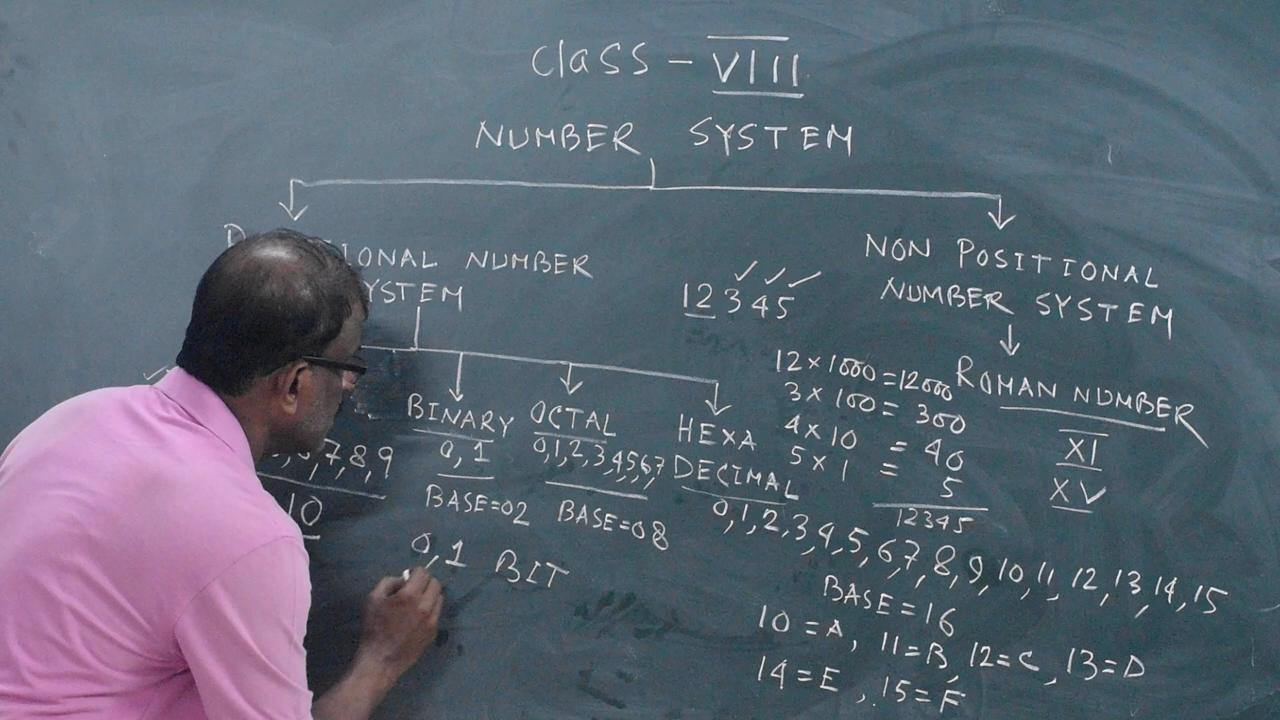 Class - VIII
NUMBER SYSTEM
IONAL NUMBER
YSTEM
NON POSITIONAL
NUMBER SYSTEM
12345
ROMAN NUMBER
XI
XV
12×1000=12000
3×100=300
4×10=40
5×1=5
12345
7,8,9
10
BINARY
0,1
BASE=02
0,1 BIT
OCTAL
0,1,2,3,4,5,6,7
BASE=08
HEXA
DECIMAL
0,1,2,3,4,5,6,7,8,9,10,11,12,13,14,15
BASE=16
10=A, 11=B, 12=C, 13=D
14=E, 15=F